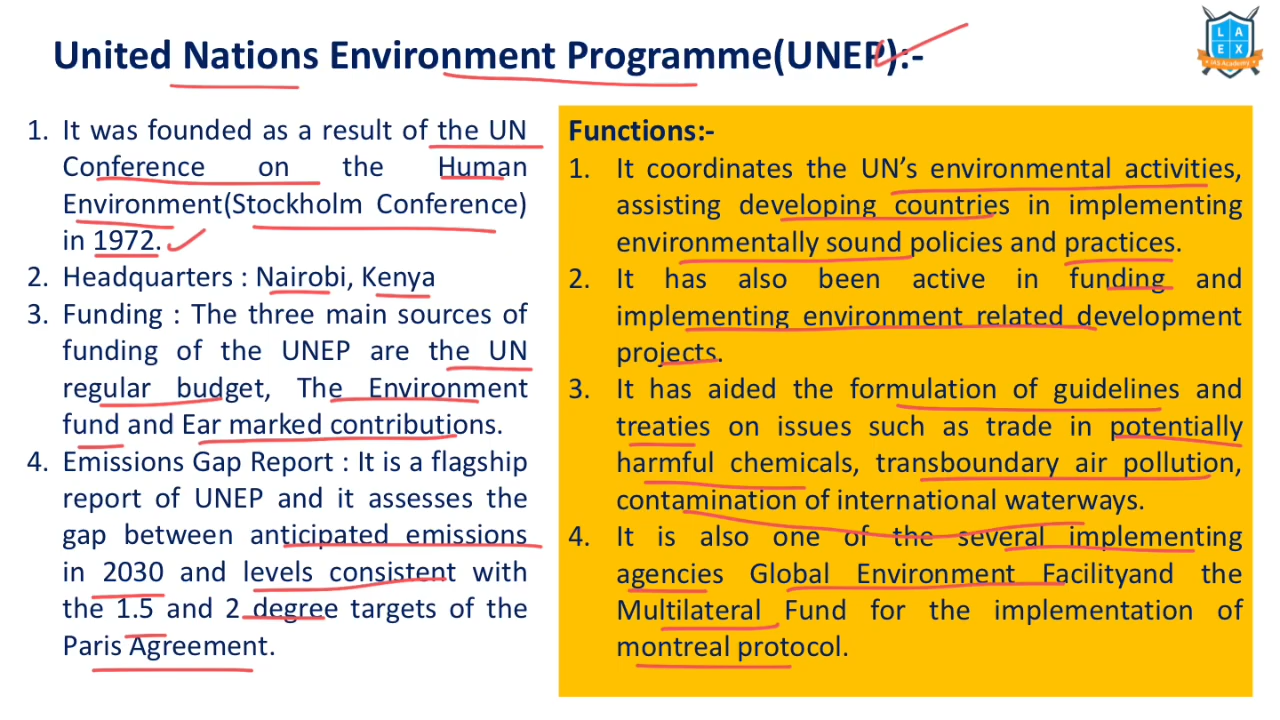 United Nations Environment Programme(UNEP):-
L A
E X
IAS Academy
1. It was founded as a result of the UN
Conference on the Human
Environment(Stockholm Conference)
in 1972.
2. Headquarters : Nairobi, Kenya
3. Funding : The three main sources of
funding of the UNEP are the UN
regular budget, The Environment
fund and Ear marked contributions.
4. Emissions Gap Report : It is a flagship
report of UNEP and it assesses the
gap between anticipated emissions
in 2030 and levels consistent with
the 1.5 and 2 degree targets of the
Paris Agreement.
Functions:-
1. It coordinates the UN’s environmental activities,
assisting developing countries in implementing
environmentally sound policies and practices.
2. It has also been active in funding and
implementing environment related development
projects.
3. It has aided the formulation of guidelines and
treaties on issues such as trade in potentially
harmful chemicals, transboundary air pollution,
contamination of international waterways.
4. It is also one of the several implementing
agencies Global Environment Facilityand the
Multilateral Fund for the implementation of
montreal protocol.